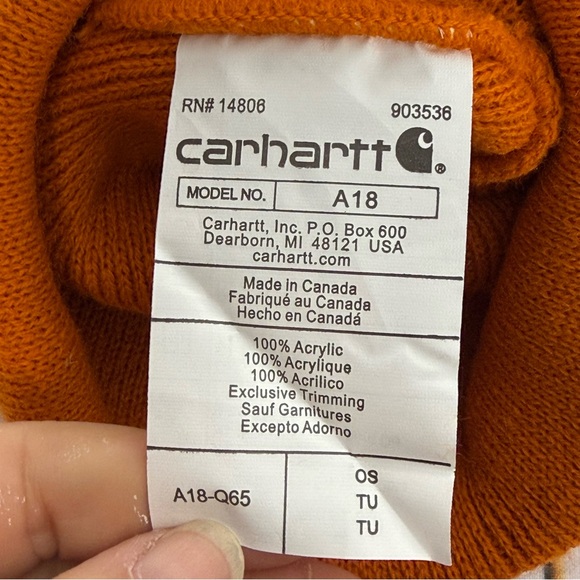 RN# 14806 903536
carhartt ®
MODEL NO. A18
Carhartt, Inc. P.O. Box 600
Dearborn, MI 48121 USA
carhartt.com
Made in Canada
Fabriqué au Canada
Hecho en Canadá
100% Acrylic
100% Acrylique
100% Acrilico
Exclusive Trimming
Sauf Garnitures
Excepto Adorno
A18-Q65
OS
TU
TU